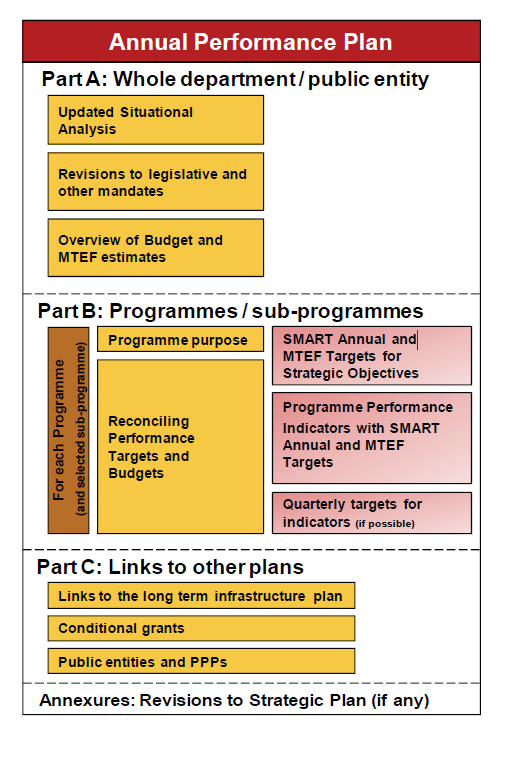 Annual Performance Plan
Part A: Whole department / public entity
Updated Situational
Analysis
Revisions to legislative and
other mandates
Overview of Budget and
MTEF estimates
Part B: Programmes / sub-programmes
For each Programme
(and selected sub-programme)
Programme purpose
Reconciling
Performance
Targets and
Budgets
SMART Annual and
MTEF Targets for
Strategic Objectives
Programme Performance
Indicators with SMART
Annual and MTEF
Targets
Quarterly targets for
indicators (if possible)
Part C: Links to other plans
Links to the long term infrastructure plan
Conditional grants
Public entities and PPPs
Annexures: Revisions to Strategic Plan (if any)